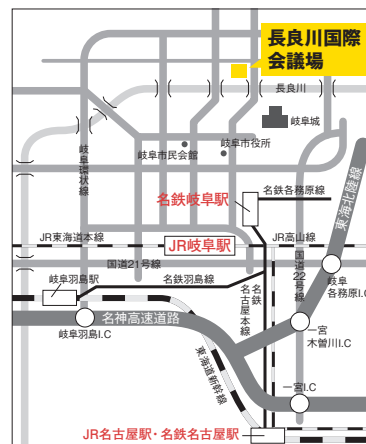 長良川国際
会議場
長良川
岐阜城
岐阜市役所
岐阜市民会館
岐阜環状線
名鉄各務原線
名鉄岐阜駅
東海北陸線
JR東海道本線
JR岐阜駅
JR高山線
国道21号線
国道22号線
岐阜羽島駅
名鉄羽島線
名鉄
名古屋本線
岐阜
各務原I.C
名神高速道路
岐阜羽島I.C
一宮
木曽川I.C
東海道新幹線
一宮I.C
JR名古屋駅・名鉄名古屋駅